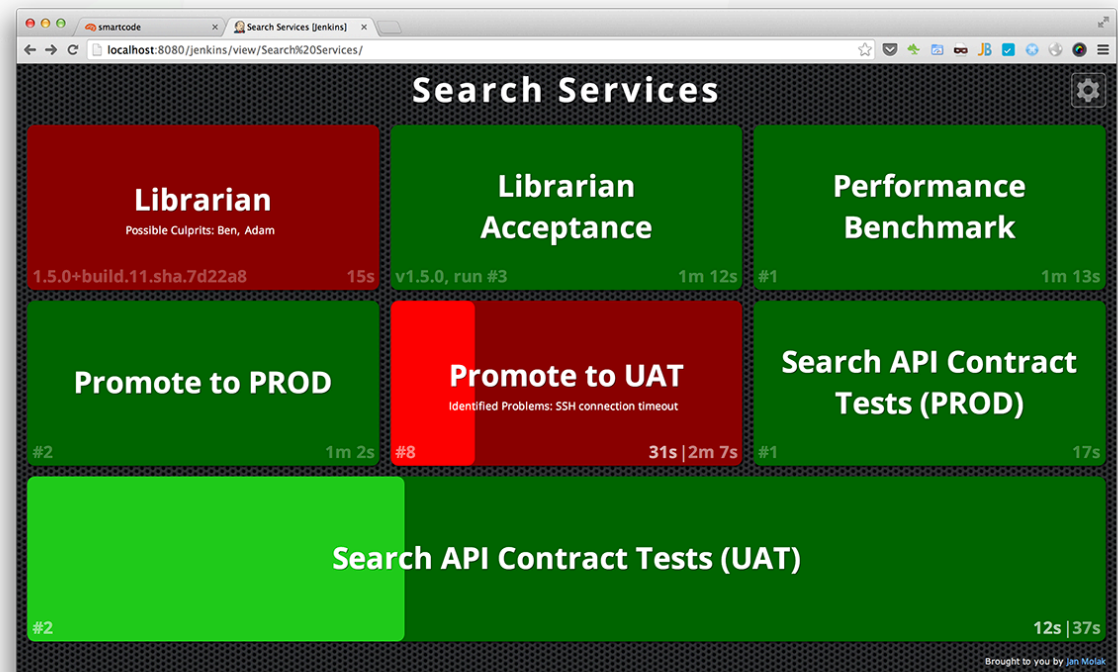 smartcode
Search Services [Jenkins]
localhost:8080/jenkins/view/Search%20Services/
JB
Search Services
Librarian
Possible Culprits: Ben, Adam
1.5.0+build.11.sha.7d22a8 15s
Librarian
Acceptance
v1.5.0, run #3 1m 12s
Performance
Benchmark
#1 1m 13s
Promote to PROD
#2 1m 2s
Promote to UAT
Identified Problems: SSH connection timeout
#8 31s|2m 7s
Search API Contract
Tests (PROD)
#1 17s
Search API Contract Tests (UAT)
#2 12s|37s
Brought to you by Jan Molak